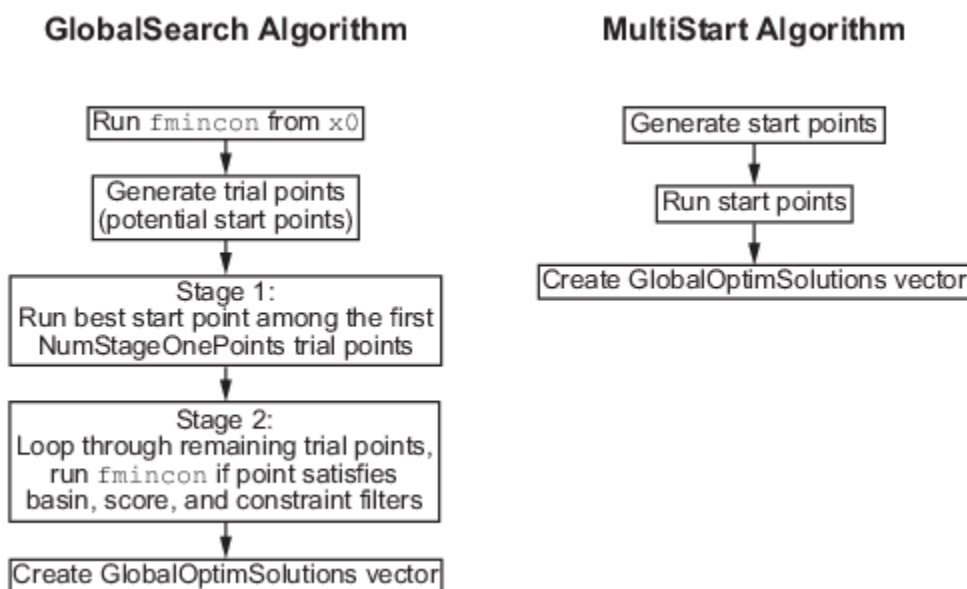 GlobalSearch Algorithm
Run fmincon from x0
Generate trial points
(potential start points)
Stage 1:
Run best start point among the first
NumStageOnePoints trial points
Stage 2:
Loop through remaining trial points,
run fmincon if point satisfies
basin, score, and constraint filters
Create GlobalOptimSolutions vector
MultiStart Algorithm
Generate start points
Run start points
Create GlobalOptimSolutions vector